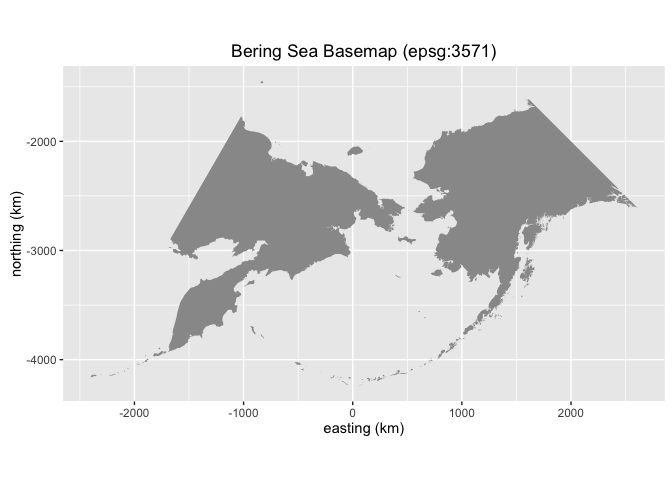 Bering Sea Basemap (epsg:3571)
northing (km)
-2000
-3000
-4000
-2000 -1000 0 1000 2000
easting (km)